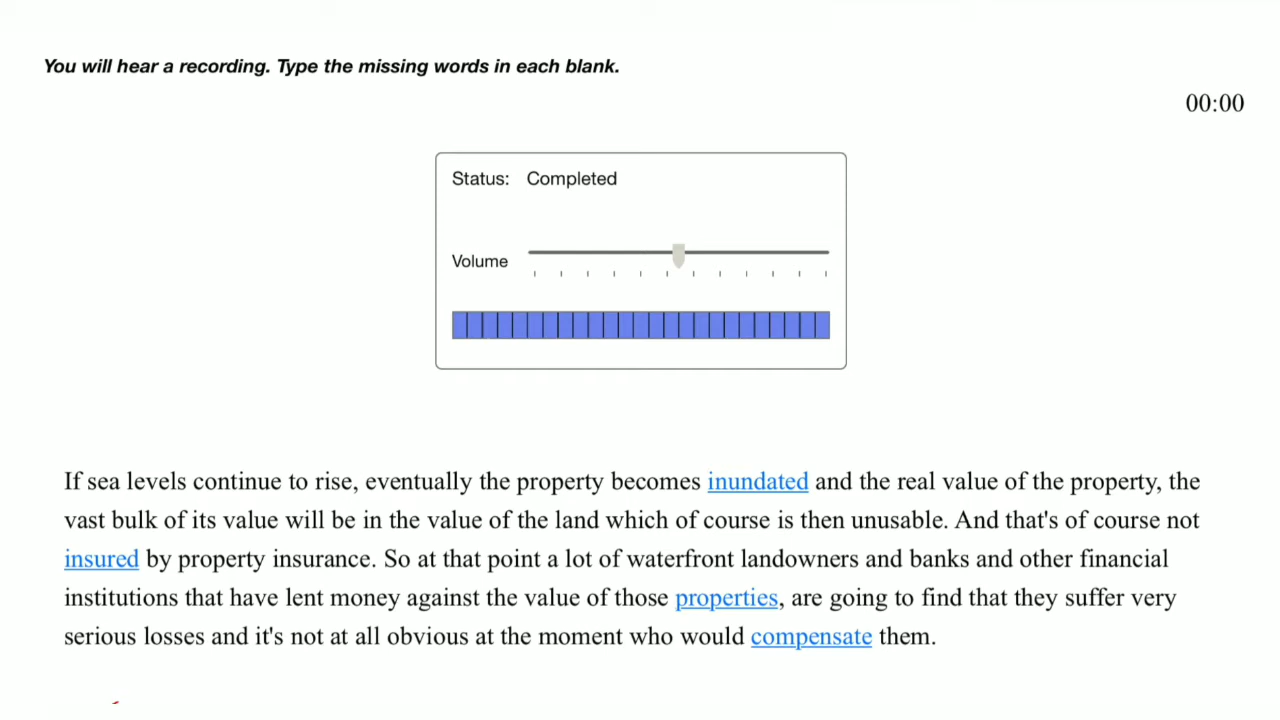 You will hear a recording. Type the missing words in each blank.
00:00
Status: Completed
Volume
If sea levels continue to rise, eventually the property becomes inundated and the real value of the property, the
vast bulk of its value will be in the value of the land which of course is then unusable. And that's of course not
insured by property insurance. So at that point a lot of waterfront landowners and banks and other financial
institutions that have lent money against the value of those properties, are going to find that they suffer very
serious losses and it's not at all obvious at the moment who would compensate them.